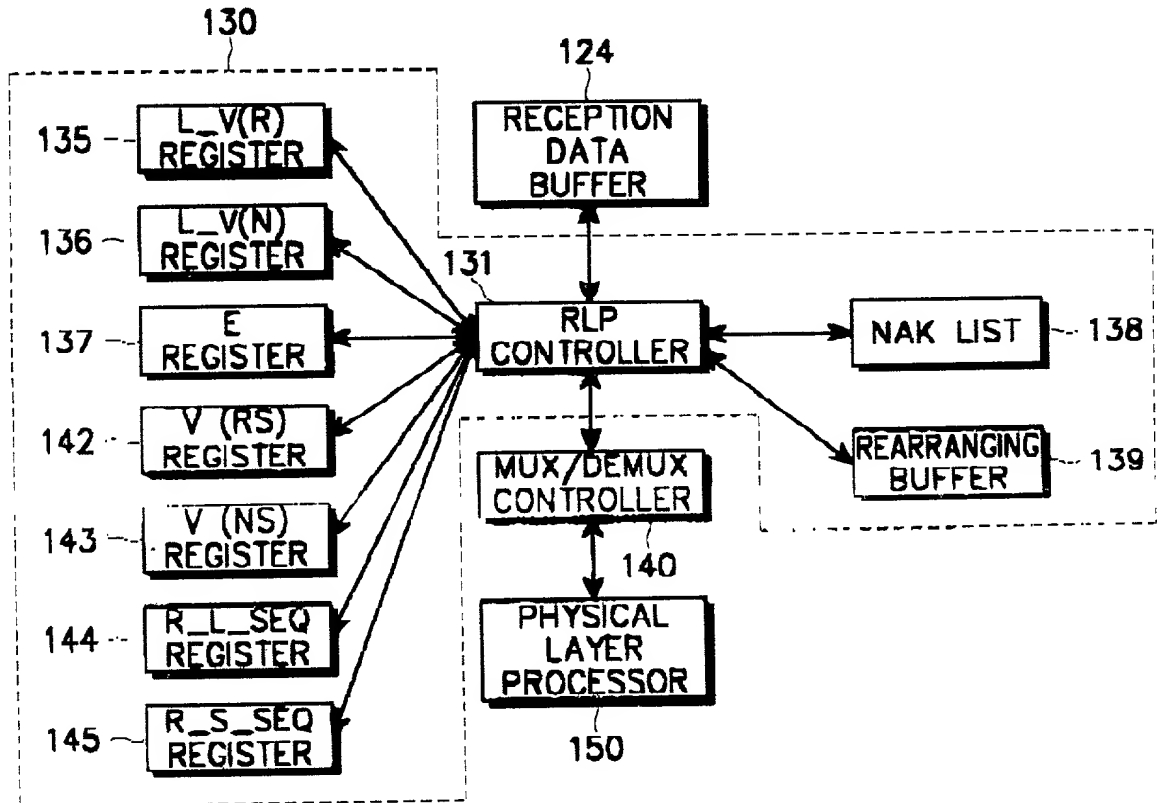 130
124
135
L_V(R)
REGISTER
RECEPTION
DATA
BUFFER
136
L_V(N)
REGISTER
131
137
E
REGISTER
RLP
CONTROLLER
NAK LIST
138
142
V (RS)
REGISTER
MUX/DEMUX
CONTROLLER
REARRANGING
BUFFER
139
143
V (NS)
REGISTER
140
144
R_L_SEQ
REGISTER
PHYSICAL
LAYER
PROCESSOR
145
R_S_SEQ
REGISTER
150